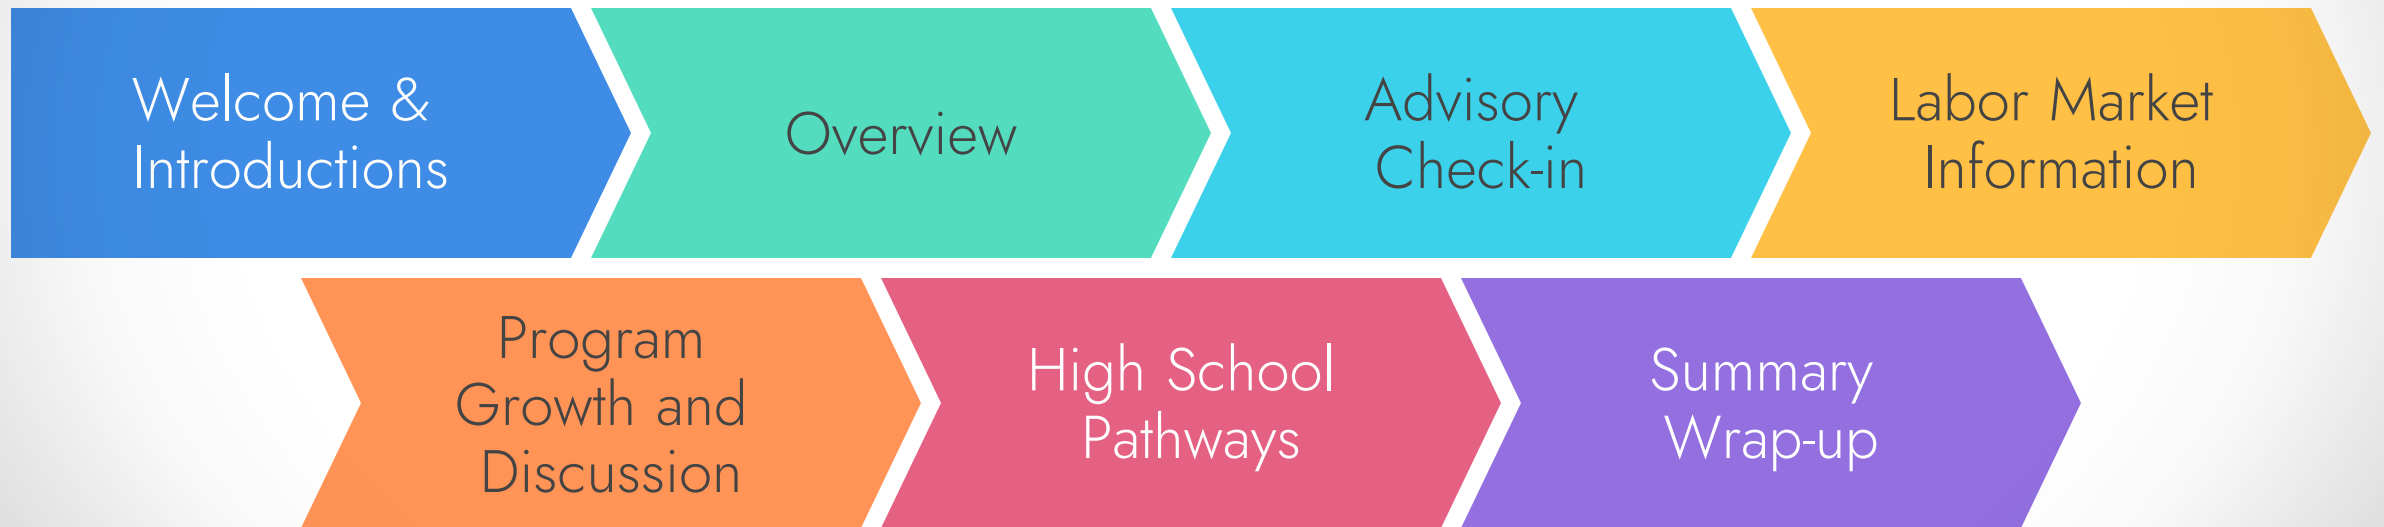 Welcome &
Introductions
Overview
Advisory
Check-in
Labor Market
Information
Program
Growth and
Discussion
High School
Pathways
Summary
Wrap-up